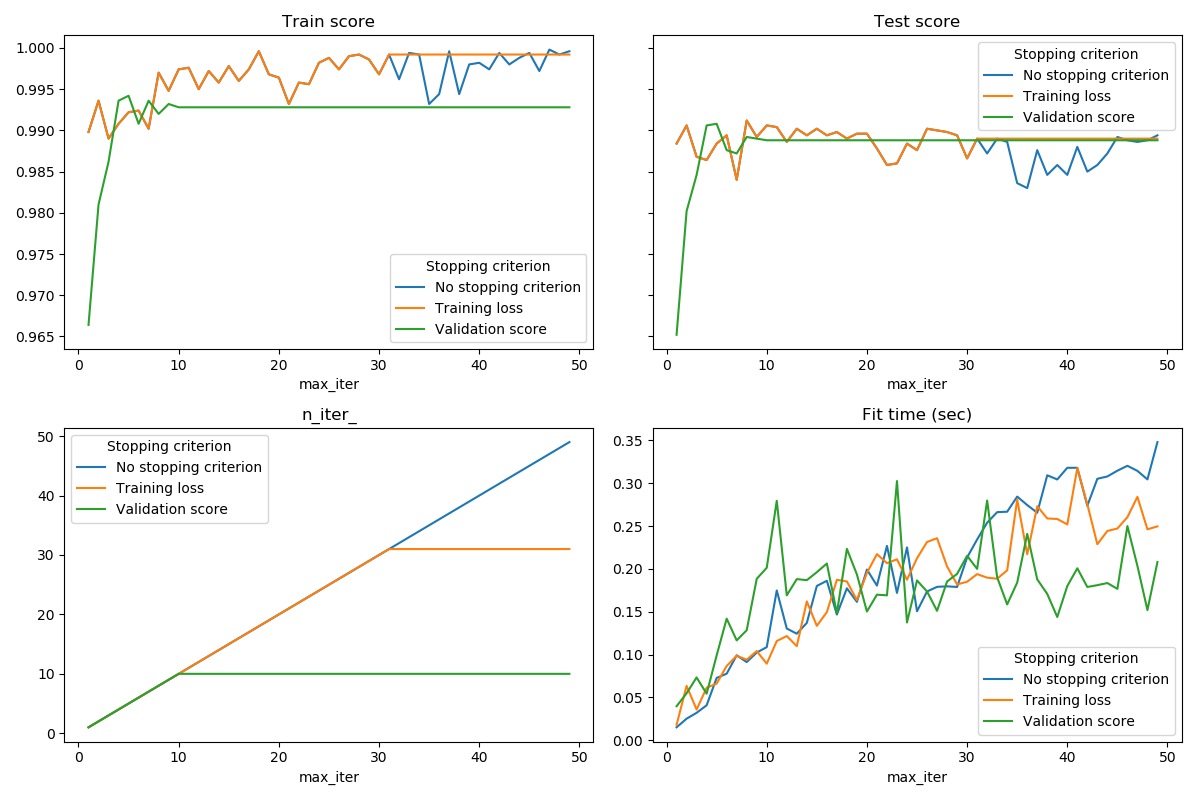 Train score
1.000
0.995
0.990
0.985
0.980
0.975
0.970
0.965
Stopping criterion
No stopping criterion
Training loss
Validation score
0 10 20 30 40 50
max_iter
Test score
Stopping criterion
No stopping criterion
Training loss
Validation score
0 10 20 30 40 50
max_iter
n_iter_
50
40
30
20
10
0
Stopping criterion
No stopping criterion
Training loss
Validation score
0 10 20 30 40 50
max_iter
Fit time (sec)
0.35
0.30
0.25
0.20
0.15
0.10
0.05
0.00
Stopping criterion
No stopping criterion
Training loss
Validation score
0 10 20 30 40 50
max_iter